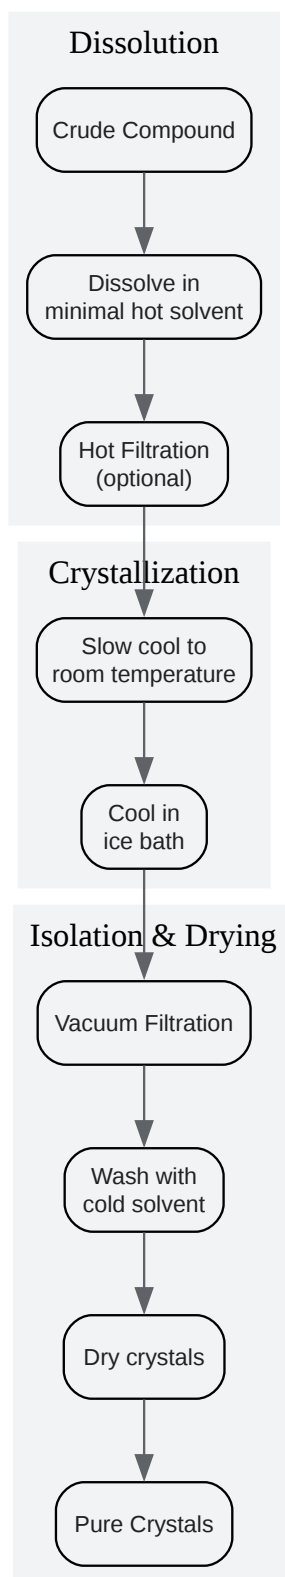 Dissolution
Crude Compound
Dissolve in
minimal hot solvent
Hot Filtration
(optional)
Crystallization
Slow cool to
room temperature
Cool in
ice bath
Isolation & Drying
Vacuum Filtration
Wash with
cold solvent
Dry crystals
Pure Crystals